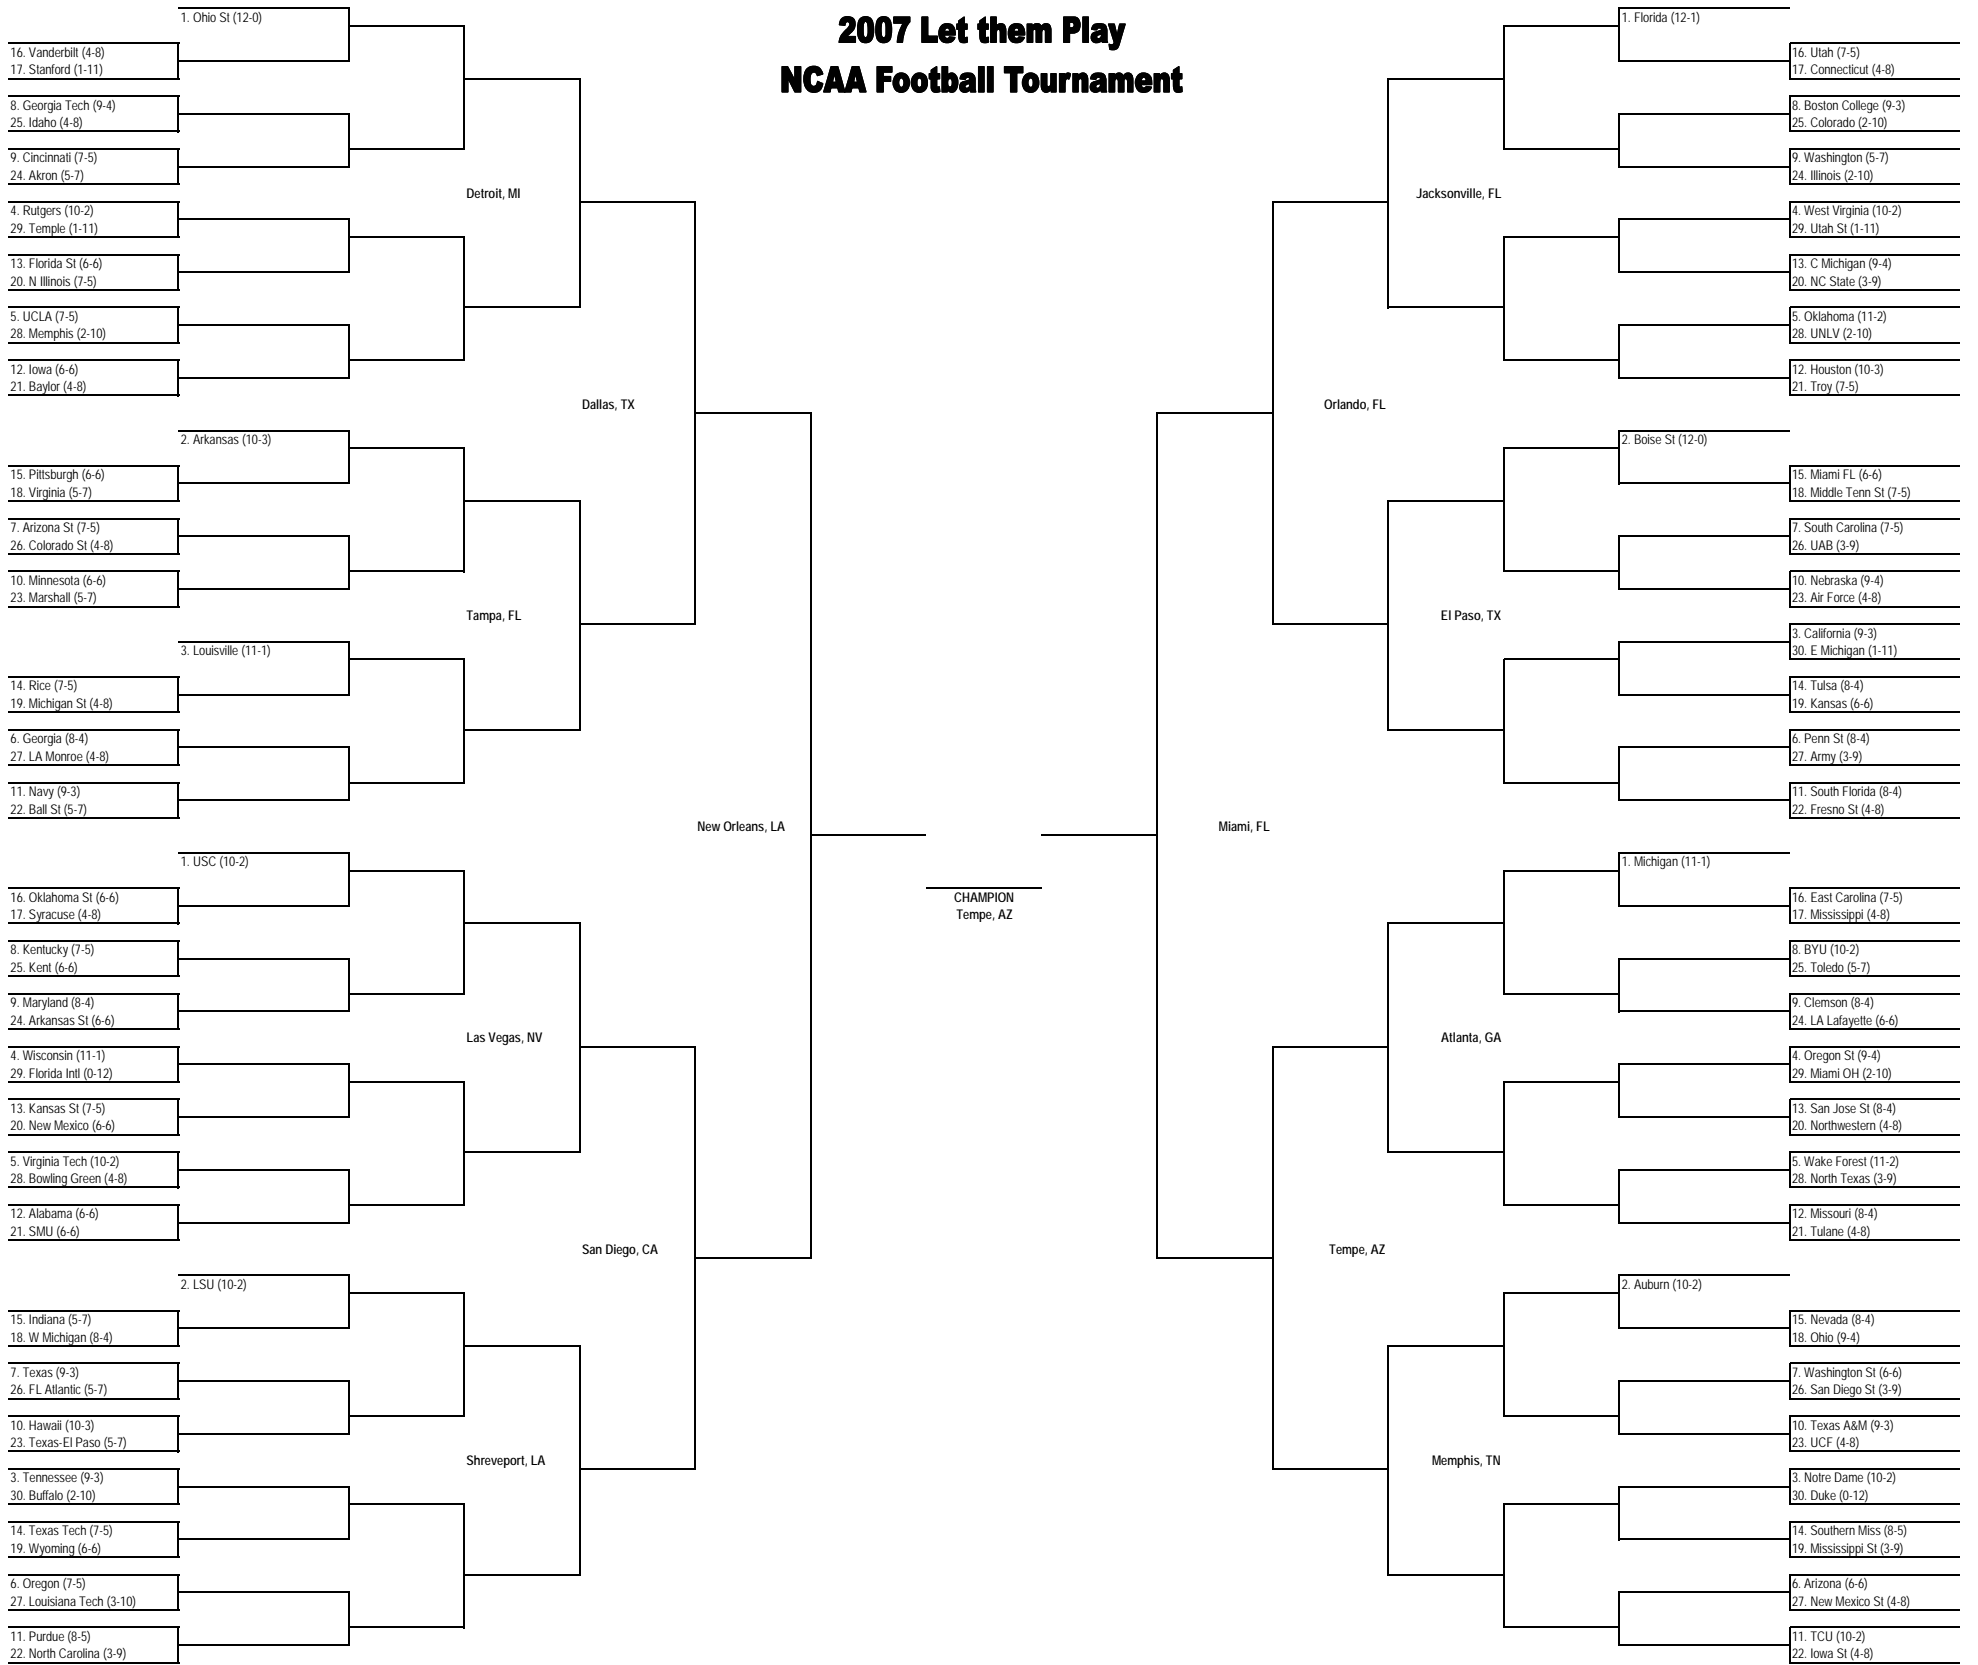 2007 Let them Play
NCAA Football Tournament
1. Ohio St (12-0)
16. Vanderbilt (4-8)
17. Stanford (1-11)
8. Georgia Tech (9-4)
25. Idaho (4-8)
9. Cincinnati (7-5)
24. Akron (5-7)
4. Rutgers (10-2)
29. Temple (1-11)
13. Florida St (6-6)
20. N Illinois (7-5)
5. UCLA (7-5)
28. Memphis (2-10)
12. Iowa (6-6)
21. Baylor (4-8)
Detroit, MI
2. Arkansas (10-3)
15. Pittsburgh (6-6)
18. Virginia (5-7)
7. Arizona St (7-5)
26. Colorado St (4-8)
10. Minnesota (6-6)
23. Marshall (5-7)
3. Louisville (11-1)
14. Rice (7-5)
19. Michigan St (4-8)
6. Georgia (8-4)
27. LA Monroe (4-8)
11. Navy (9-3)
22. Ball St (5-7)
Tampa, FL
Dallas, TX
1. USC (10-2)
16. Oklahoma St (6-6)
17. Syracuse (4-8)
8. Kentucky (7-5)
25. Kent (6-6)
9. Maryland (8-4)
24. Arkansas St (6-6)
4. Wisconsin (11-1)
29. Florida Intl (0-12)
13. Kansas St (7-5)
20. New Mexico (6-6)
5. Virginia Tech (10-2)
28. Bowling Green (4-8)
12. Alabama (6-6)
21. SMU (6-6)
Las Vegas, NV
2. LSU (10-2)
15. Indiana (5-7)
18. W Michigan (8-4)
7. Texas (9-3)
26. FL Atlantic (5-7)
10. Hawaii (10-3)
23. Texas-El Paso (5-7)
3. Tennessee (9-3)
30. Buffalo (2-10)
14. Texas Tech (7-5)
19. Wyoming (6-6)
6. Oregon (7-5)
27. Louisiana Tech (3-10)
11. Purdue (8-5)
22. North Carolina (3-9)
Shreveport, LA
San Diego, CA
New Orleans, LA
CHAMPION
Tempe, AZ
Miami, FL
1. Florida (12-1)
16. Utah (7-5)
17. Connecticut (4-8)
8. Boston College (9-3)
25. Colorado (2-10)
9. Washington (5-7)
24. Illinois (2-10)
4. West Virginia (10-2)
29. Utah St (1-11)
13. C Michigan (9-4)
20. NC State (3-9)
5. Oklahoma (11-2)
28. UNLV (2-10)
12. Houston (10-3)
21. Troy (7-5)
Jacksonville, FL
Orlando, FL
2. Boise St (12-0)
15. Miami FL (6-6)
18. Middle Tenn St (7-5)
7. South Carolina (7-5)
26. UAB (3-9)
10. Nebraska (9-4)
23. Air Force (4-8)
3. California (9-3)
30. E Michigan (1-11)
14. Tulsa (8-4)
19. Kansas (6-6)
6. Penn St (8-4)
27. Army (3-9)
11. South Florida (8-4)
22. Fresno St (4-8)
El Paso, TX
1. Michigan (11-1)
16. East Carolina (7-5)
17. Mississippi (4-8)
8. BYU (10-2)
25. Toledo (5-7)
9. Clemson (8-4)
24. LA Lafayette (6-6)
4. Oregon St (9-4)
29. Miami OH (2-10)
13. San Jose St (8-4)
20. Northwestern (4-8)
5. Wake Forest (11-2)
28. North Texas (3-9)
12. Missouri (8-4)
21. Tulane (4-8)
Atlanta, GA
Tempe, AZ
2. Auburn (10-2)
15. Nevada (8-4)
18. Ohio (9-4)
7. Washington St (6-6)
26. San Diego St (3-9)
10. Texas A&M (9-3)
23. UCF (4-8)
3. Notre Dame (10-2)
30. Duke (0-12)
14. Southern Miss (8-5)
19. Mississippi St (3-9)
6. Arizona (6-6)
27. New Mexico St (4-8)
11. TCU (10-2)
22. Iowa St (4-8)
Memphis, TN